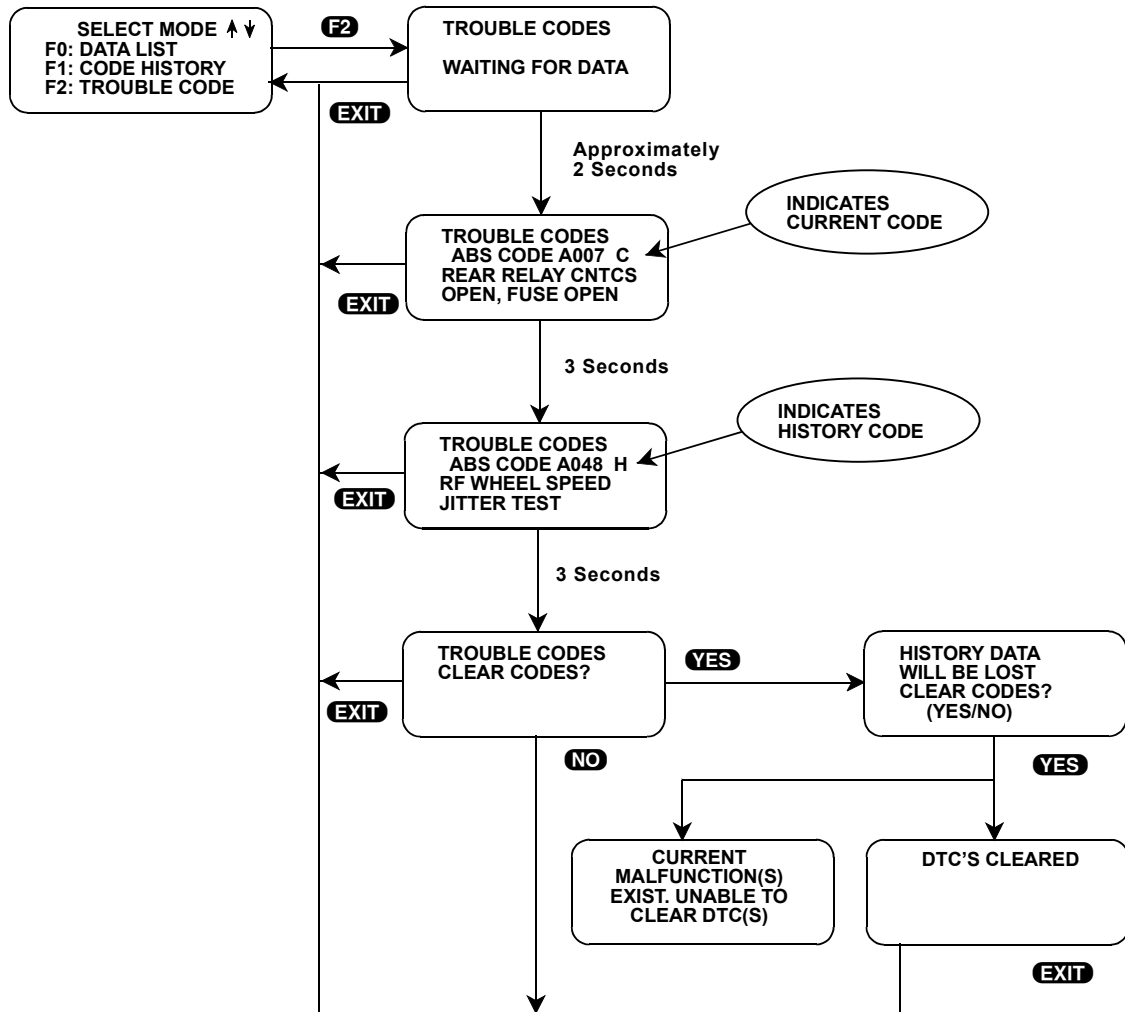 SELECT MODE
F0: DATA LIST
F1: CODE HISTORY
F2: TROUBLE CODE
F2
TROUBLE CODES
WAITING FOR DATA
EXIT
Approximately
2 Seconds
INDICATES
CURRENT CODE
TROUBLE CODES
ABS CODE A007 C
REAR RELAY CNTCS
OPEN, FUSE OPEN
EXIT
3 Seconds
INDICATES
HISTORY CODE
TROUBLE CODES
ABS CODE A048 H
RF WHEEL SPEED
JITTER TEST
EXIT
3 Seconds
TROUBLE CODES
CLEAR CODES?
YES
HISTORY DATA
WILL BE LOST
CLEAR CODES?
(YES/NO)
EXIT
NO
YES
CURRENT
MALFUNCTION(S)
EXIST. UNABLE TO
CLEAR DTC(S)
DTC'S CLEARED
EXIT